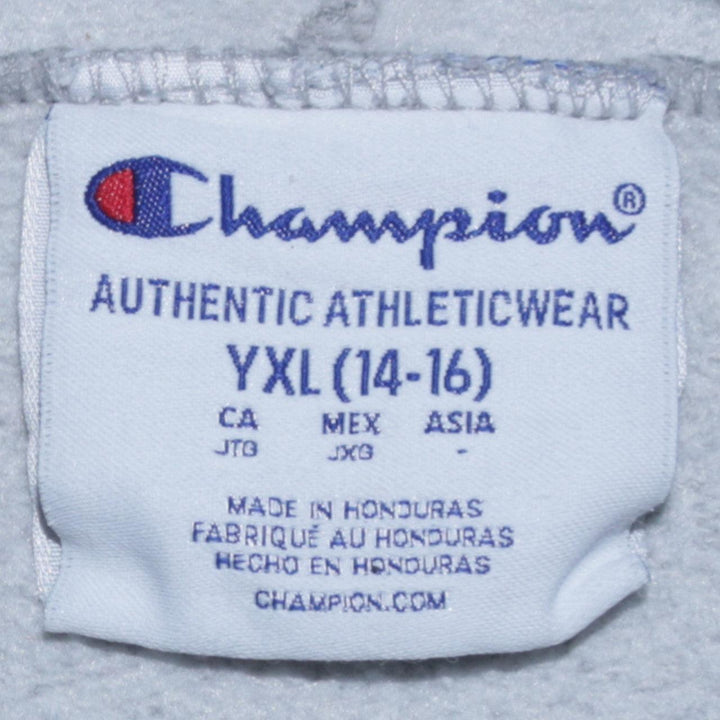 Champion®
AUTHENTIC ATHLETICWEAR
YXL (14-16)
CA MEX ASIA
JTG JXG -
MADE IN HONDURAS
FABRIQUÉ AU HONDURAS
HECHO EN HONDURAS
CHAMPION.COM